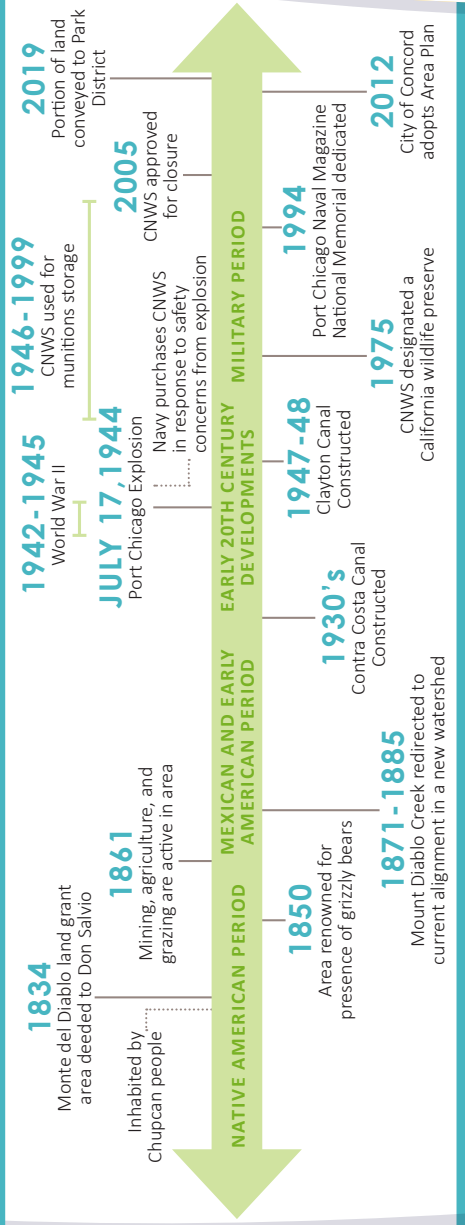 1834
Monte del Diablo land grant
area deeded to Don Salvio
Inhabited by
Chupcan people
1861
Mining, agriculture, and
grazing are active in area
1942-1945
World War II
JULY 17, 1944
Port Chicago Explosion
Navy purchases CNWS
in response to safety
concerns from explosion
1946-1999
CNWS used for
munitions storage
2005
CNWS approved
for closure
2019
Portion of land
conveyed to Park
District
NATIVE AMERICAN PERIOD
MEXICAN AND EARLY
AMERICAN PERIOD
EARLY 20TH CENTURY
DEVELOPMENTS
MILITARY PERIOD
1850
Area renowned for
presence of grizzly bears
1871-1885
Mount Diablo Creek redirected to
current alignment in a new watershed
1930's
Contra Costa Canal
Constructed
1947-48
Clayton Canal
Constructed
1975
CNWS designated a
California wildlife preserve
1994
Port Chicago Naval Magazine
National Memorial dedicated
2012
City of Concord
adopts Area Plan